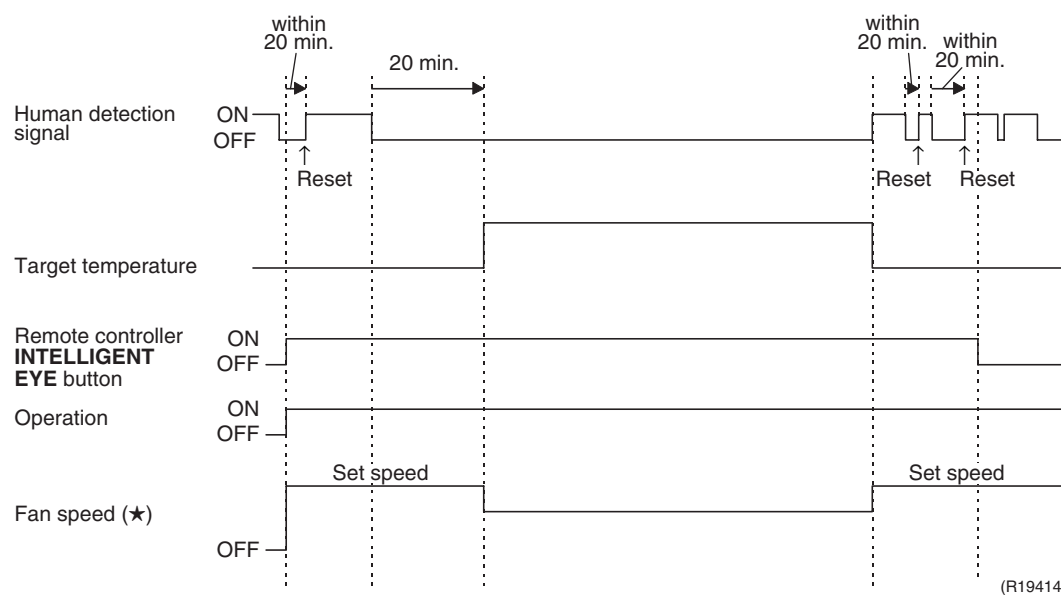 within
20 min.
20 min.
within
20 min.
within
20 min.
Human detection
signal
ON
OFF
Reset
Reset
Reset
Target temperature
Remote controller
INTELLIGENT
EYE button
ON
OFF
Operation
ON
OFF
Set speed
Set speed
Fan speed (★)
OFF
(R19414